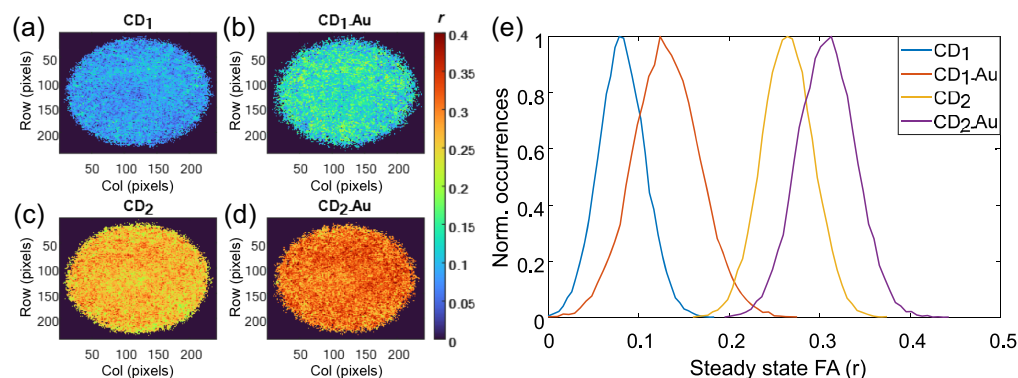 (a)
CD1
Row (pixels)
50
100
150
200
50 100 150 200
Col (pixels)
(b)
CD1-Au
Row (pixels)
50
100
150
200
50 100 150 200
Col (pixels)
r
0.4
0.35
0.3
0.25
0.2
0.15
0.1
0.05
0
(c)
CD2
Row (pixels)
50
100
150
200
50 100 150 200
Col (pixels)
(d)
CD2-Au
Row (pixels)
50
100
150
200
50 100 150 200
Col (pixels)
(e)
Norm. occurrences
1
0.8
0.6
0.4
0.2
0
0 0.1 0.2 0.3 0.4 0.5
Steady state FA (r)
CD1
CD1-Au
CD2
CD2-Au